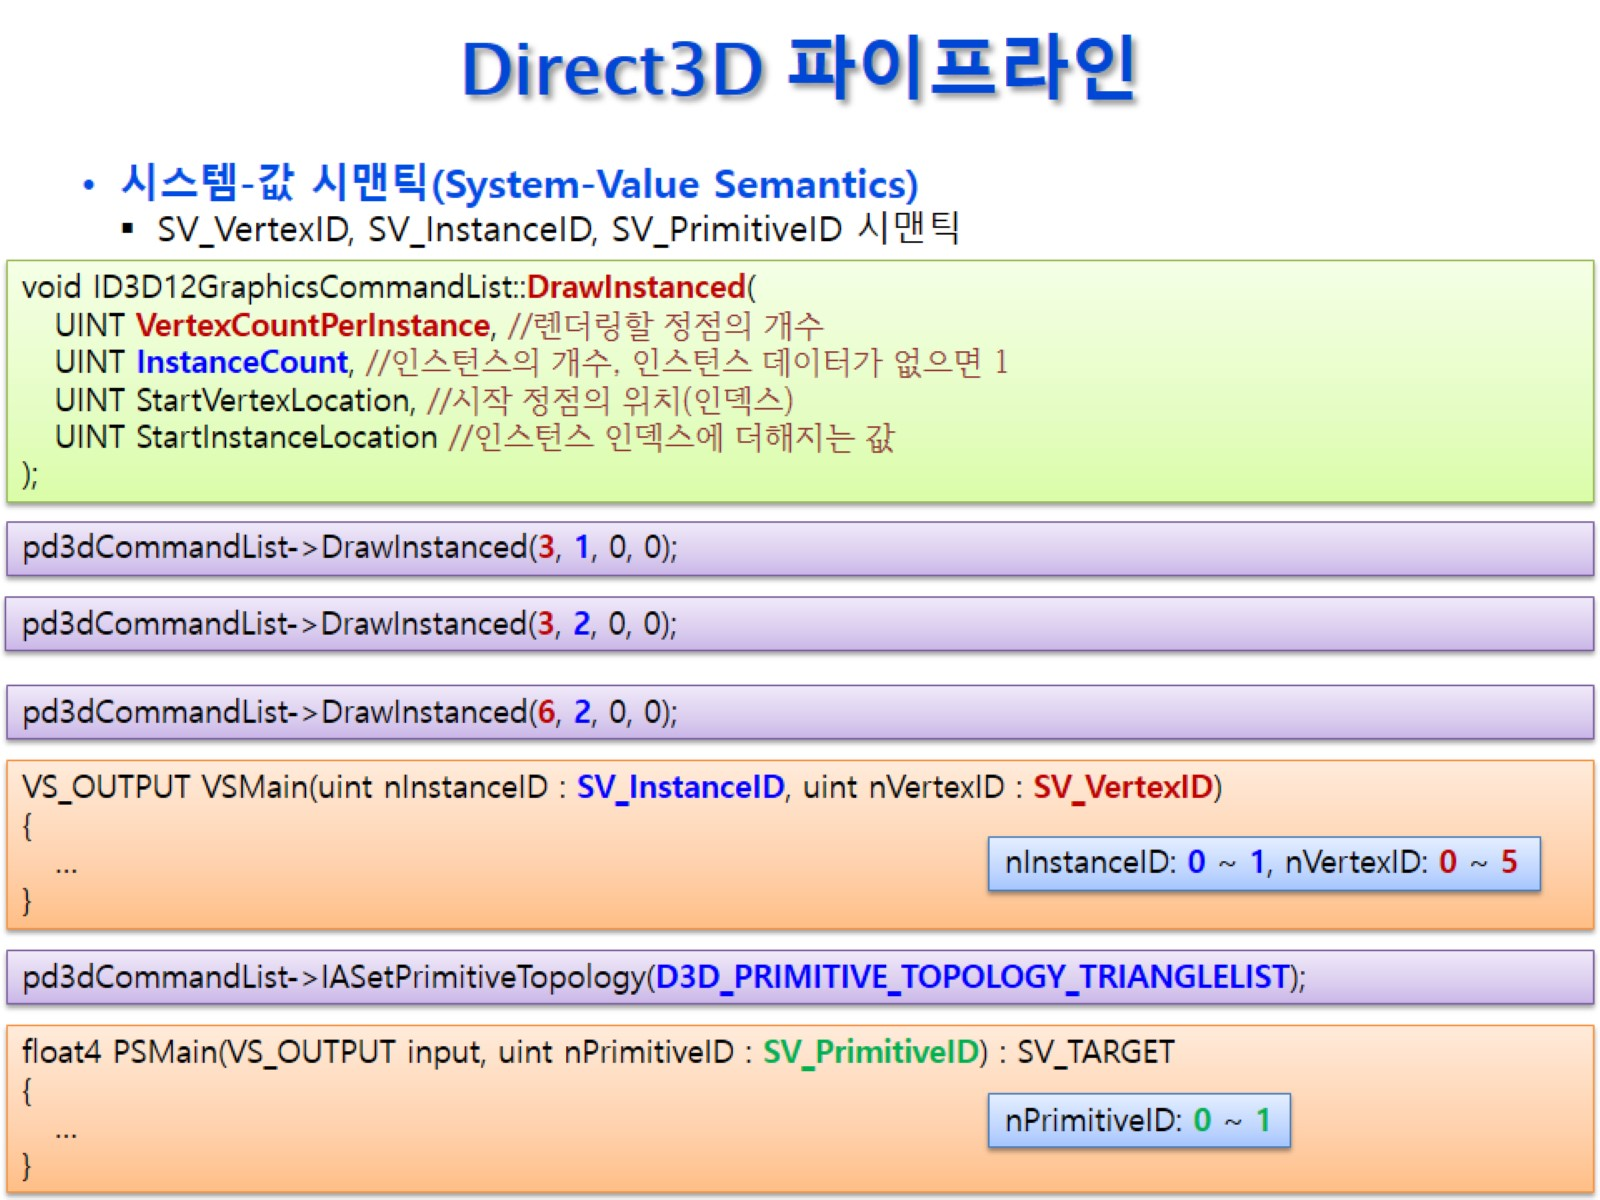 Direct3D 파이프라인
• 시스템-값 시맨틱(System-Value Semantics)
▪ SV_VertexID, SV_InstanceID, SV_PrimitiveID 시맨틱
void ID3D12GraphicsCommandList::DrawInstanced(
UINT VertexCountPerInstance, //렌더링할 정점의 개수
UINT InstanceCount, //인스턴스의 개수, 인스턴스 데이터가 없으면 1
UINT StartVertexLocation, //시작 정점의 위치(인덱스)
UINT StartInstanceLocation //인스턴스 인덱스에 더해지는 값
);
pd3dCommandList->DrawInstanced(3, 1, 0, 0);
pd3dCommandList->DrawInstanced(3, 2, 0, 0);
pd3dCommandList->DrawInstanced(6, 2, 0, 0);
VS_OUTPUT VSMain(uint nInstanceID : SV_InstanceID, uint nVertexID : SV_VertexID)
{
...
nInstanceID: 0 ~ 1, nVertexID: 0 ~ 5
}
pd3dCommandList->IASetPrimitiveTopology(D3D_PRIMITIVE_TOPOLOGY_TRIANGLELIST);
float4 PSMain(VS_OUTPUT input, uint nPrimitiveID : SV_PrimitiveID) : SV_TARGET
{
...
nPrimitiveID: 0 ~ 1
}